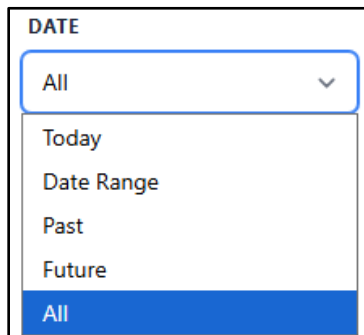 DATE
All
Today
Date Range
Past
Future
All